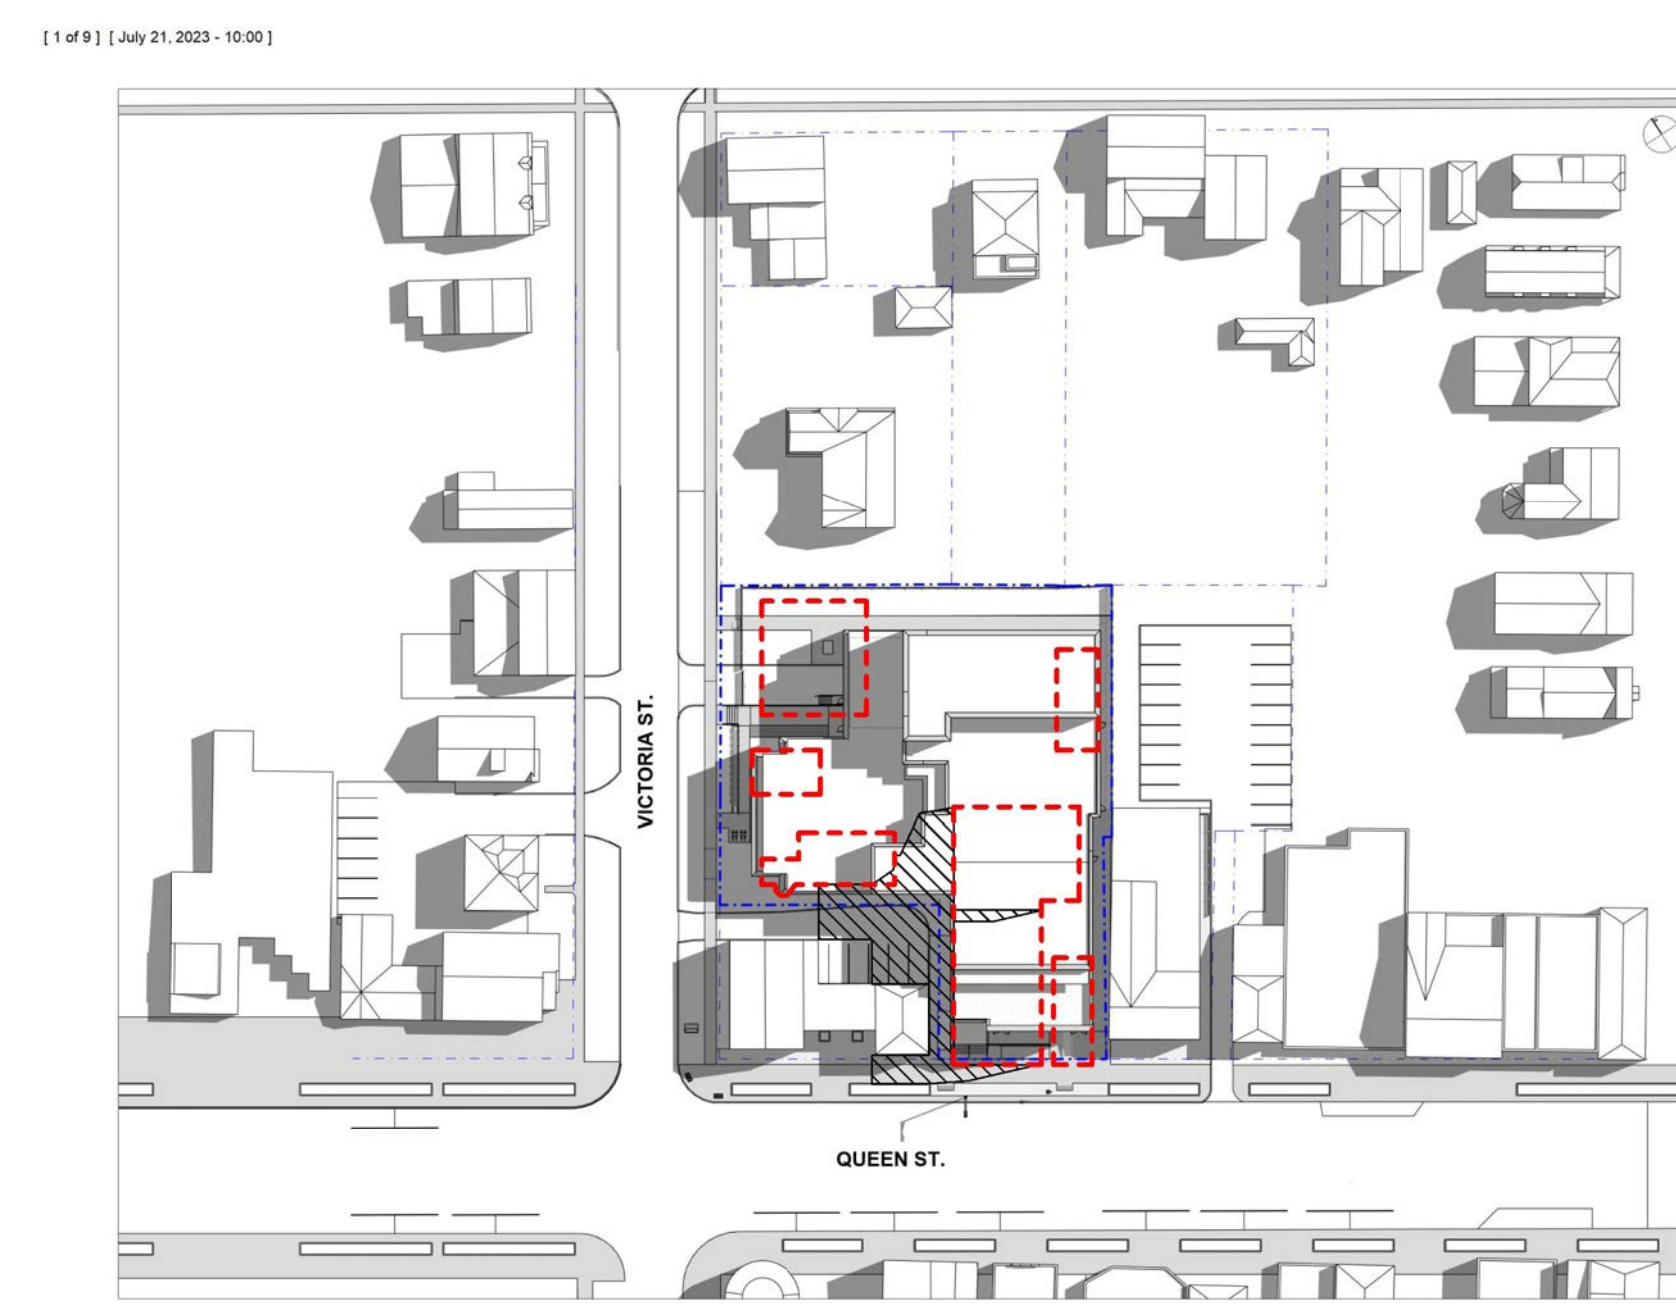 [ 1 of 9 ] [ July 21, 2023 - 10:00 ]
VICTORIA ST.
QUEEN ST.